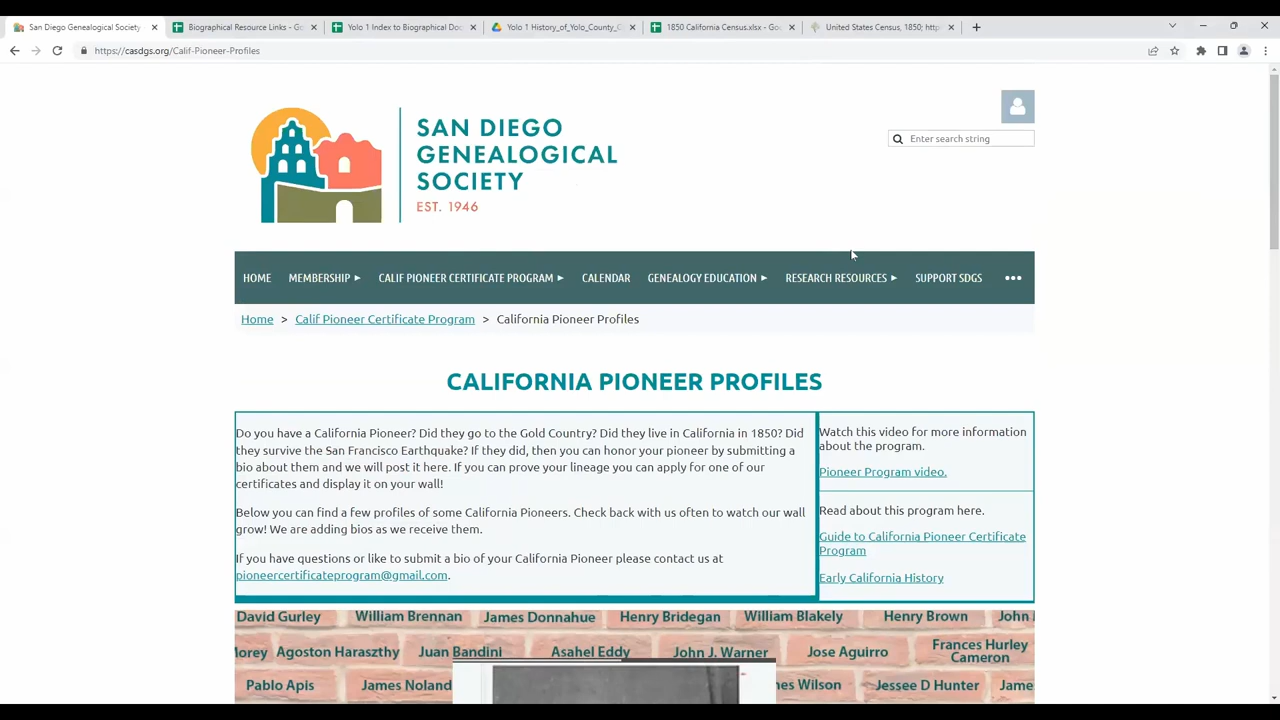 San Diego Genealogical Society
Biographical Resource Links - Go
Yolo 1 Index to Biographical Doc
Yolo 1 History_of_Yolo_County_C
1850 California Census.xlsx - Goo
United States Census, 1850; http
https://casdgs.org/Calif-Pioneer-Profiles
SAN DIEGO
GENEALOGICAL
SOCIETY
EST. 1946
Enter search string
HOME MEMBERSHIP CALIF PIONEER CERTIFICATE PROGRAM CALENDAR GENEALOGY EDUCATION RESEARCH RESOURCES SUPPORT SDGS
Home > Calif Pioneer Certificate Program > California Pioneer Profiles
CALIFORNIA PIONEER PROFILES
Do you have a California Pioneer? Did they go to the Gold Country? Did they live in California in 1850? Did
they survive the San Francisco Earthquake? If they did, then you can honor your pioneer by submitting a
bio about them and we will post it here. If you can prove your lineage you can apply for one of our
certificates and display it on your wall!
Below you can find a few profiles of some California Pioneers. Check back with us often to watch our wall
grow! We are adding bios as we receive them.
If you have questions or like to submit a bio of your California Pioneer please contact us at
pioneercertificateprogram@gmail.com.
Watch this video for more information
about the program.
Pioneer Program video.
Read about this program here.
Guide to California Pioneer Certificate
Program
Early California History
David Gurley William Brennan James Donnahue Henry Bridegan William Blakely Henry Brown John
Morey Agoston Haraszthy Juan Bandini Asahel Eddy John J. Warner Jose Aguirro Frances Hurley
Cameron
Pablo Apis James Noland es Wilson Jessee D Hunter Jame